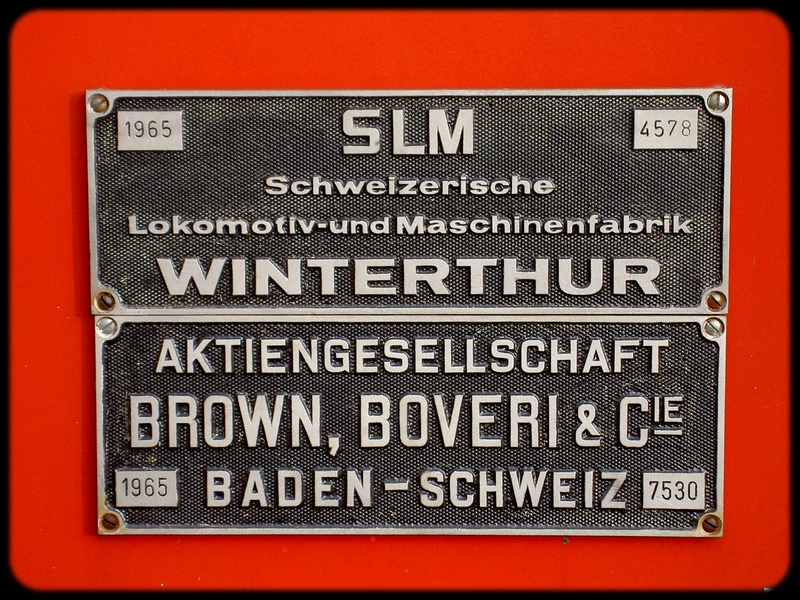 1965 SLM 4578
Schweizerische
Lokomotiv-und Maschinenfabrik
WINTERTHUR
AKTIENGESELLSCHAFT
BROWN, BOVERI & CIE
1965 BADEN-SCHWEIZ 7530